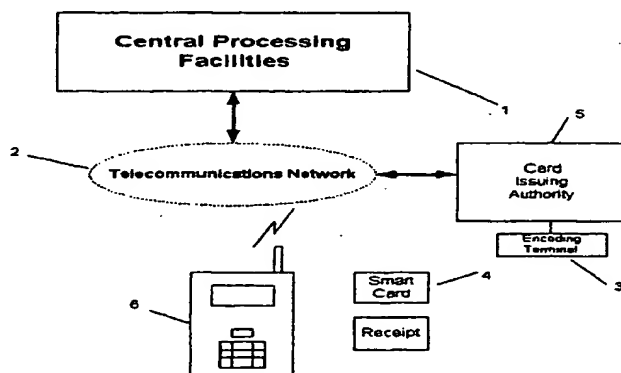 Central Processing
Facilities
1
5
2
Telecommunications Network
Card
Issuing
Authority
Encoding
Terminal
3
4
Smart
Card
6
Receipt